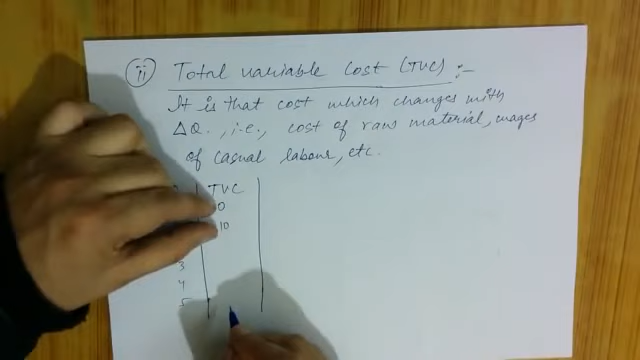 ii Total variable cost (TVC) :-
It is that cost which changes with
ΔQ., i.e., cost of raw material, wages
of casual labour, etc.
TVC
0
10
3
4
5